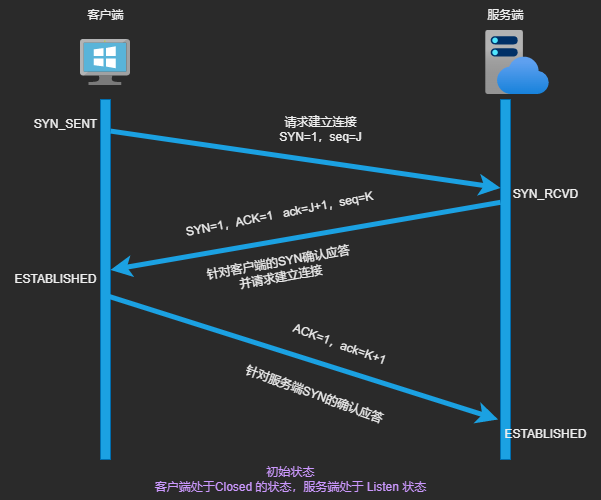 客户端
服务端
SYN_SENT
请求建立连接
SYN=1，seq=J
SYN_RCVD
SYN=1，ACK=1 ack=J+1，seq=K
ESTABLISHED
针对客户端的SYN确认应答
并请求建立连接
ACK=1，ack=K+1
针对服务端SYN的确认应答
ESTABLISHED
初始状态
客户端处于Closed 的状态，服务端处于 Listen 状态